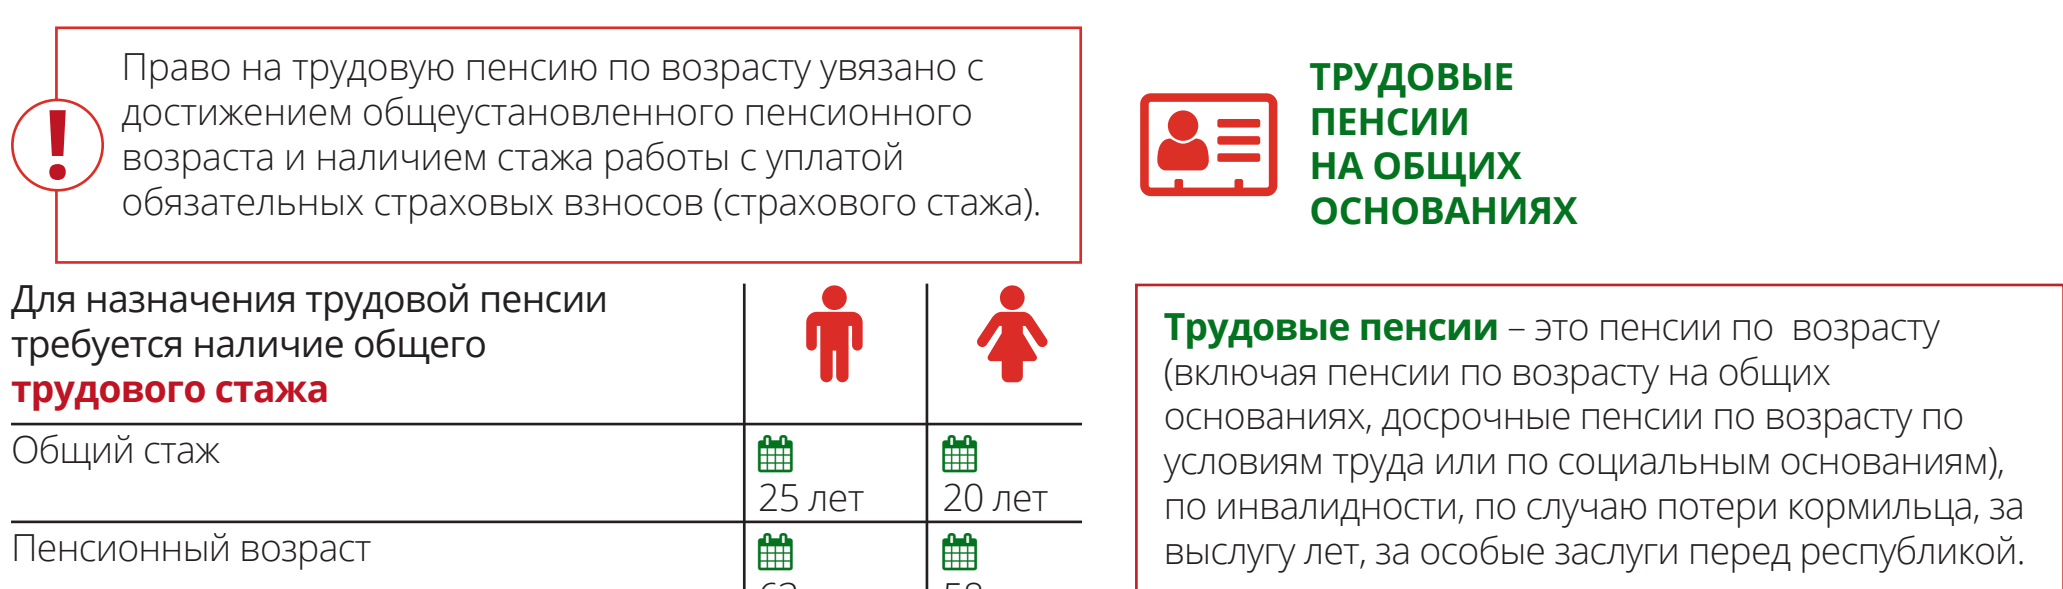 Право на трудовую пенсию по возрасту увязано с
достижением общеустановленного пенсионного
возраста и наличием стажа работы с уплатой
обязательных страховых взносов (страхового стажа).
!
Для назначения трудовой пенсии
требуется наличие общего
трудового стажа
Общий стаж
25 лет
20 лет
Пенсионный возраст
ТРУДОВЫЕ
ПЕНСИИ
НА ОБЩИХ
ОСНОВАНИЯХ
Трудовые пенсии – это пенсии по возрасту
(включая пенсии по возрасту на общих
основаниях, досрочные пенсии по возрасту по
условиям труда или по социальным основаниям),
по инвалидности, по случаю потери кормильца, за
выслугу лет, за особые заслуги перед республикой.